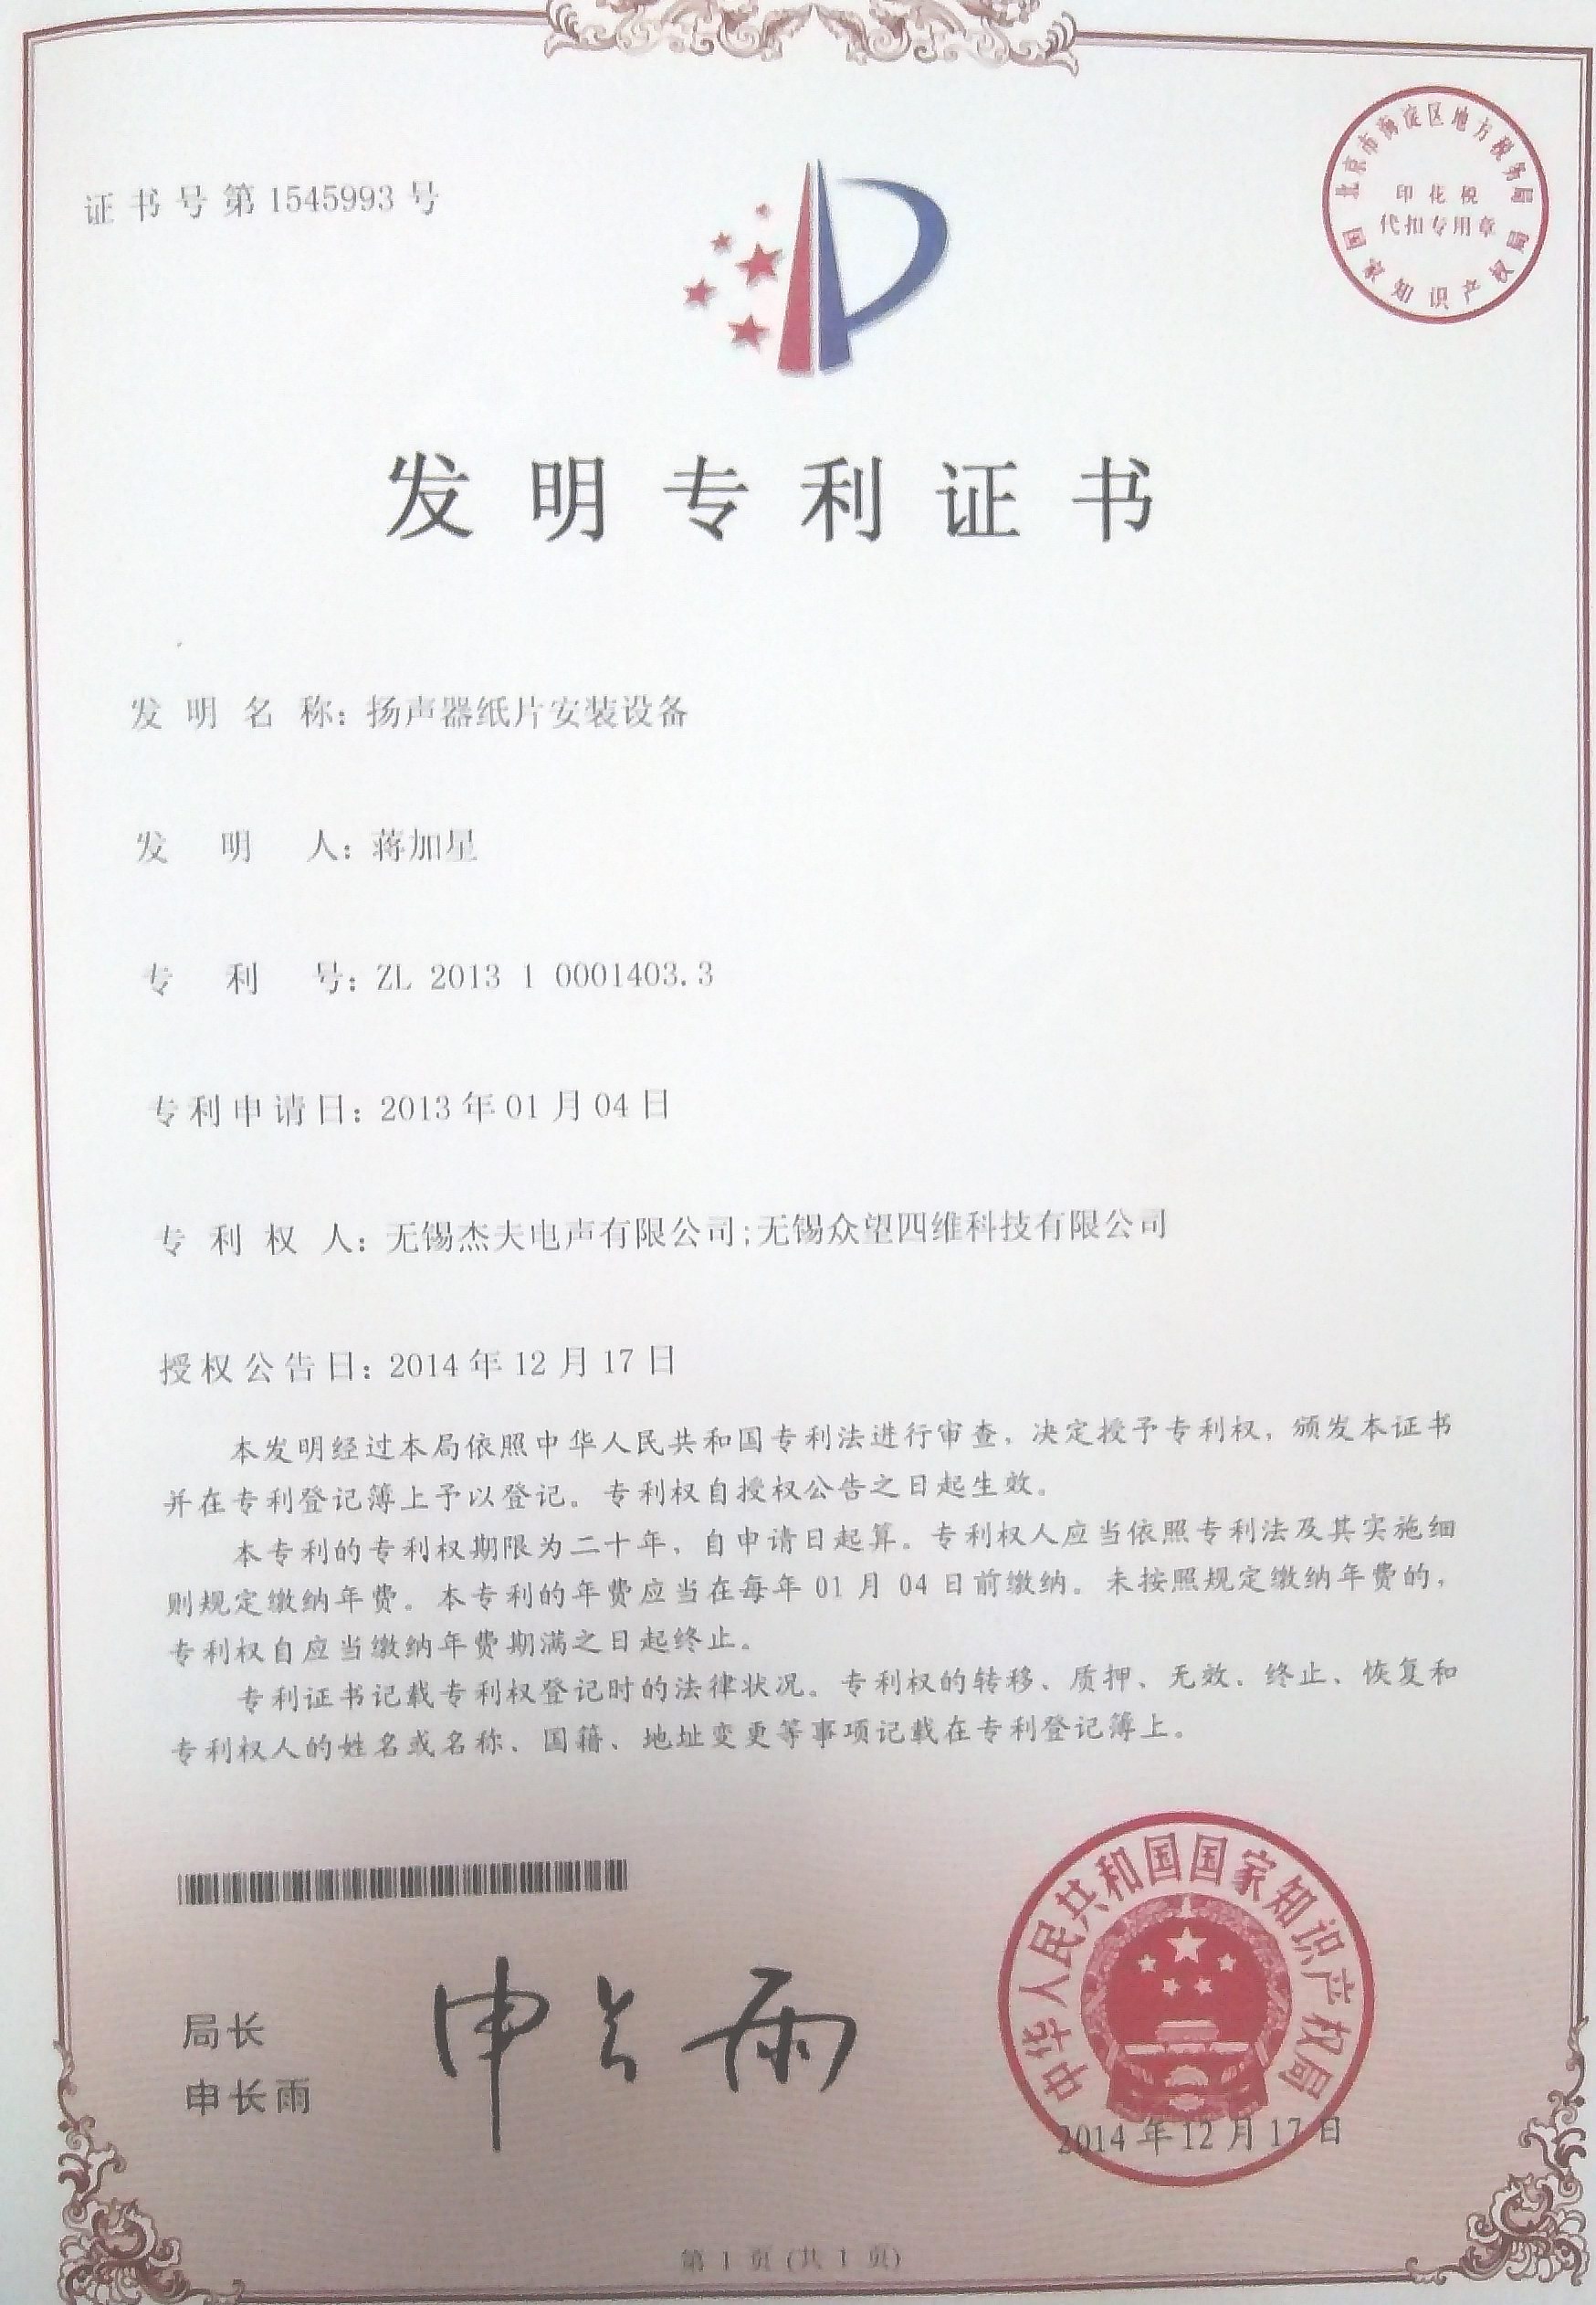 证书号第1545993号
北京市海淀区地方税务局
印花税
代扣专用章
国家知识产权局
发明专利证书
发明名称：扬声器纸片安装设备
发明人：蒋加星
专利号：ZL 2013 1 0001403.3
专利申请日：2013年01月04日
专利权人：无锡杰夫电声有限公司;无锡众望四维科技有限公司
授权公告日：2014年12月17日
本发明经过本局依照中华人民共和国专利法进行审查，决定授予专利权，颁发本证书
并在专利登记簿上予以登记。专利权自授权公告之日起生效。
本专利的专利权期限为二十年，自申请日起算。专利权人应当依照专利法及其实施细
则规定缴纳年费。本专利的年费应当在每年01月04日前缴纳。未按照规定缴纳年费的，
专利权自应当缴纳年费期满之日起终止。
专利证书记载专利权登记时的法律状况。专利权的转移、质押、无效、终止、恢复和
专利权人的姓名或名称、国籍、地址变更等事项记载在专利登记簿上。
局长
申长雨
申长雨
中华人民共和国国家知识产权局
2014年12月17日
第1页(共1页)